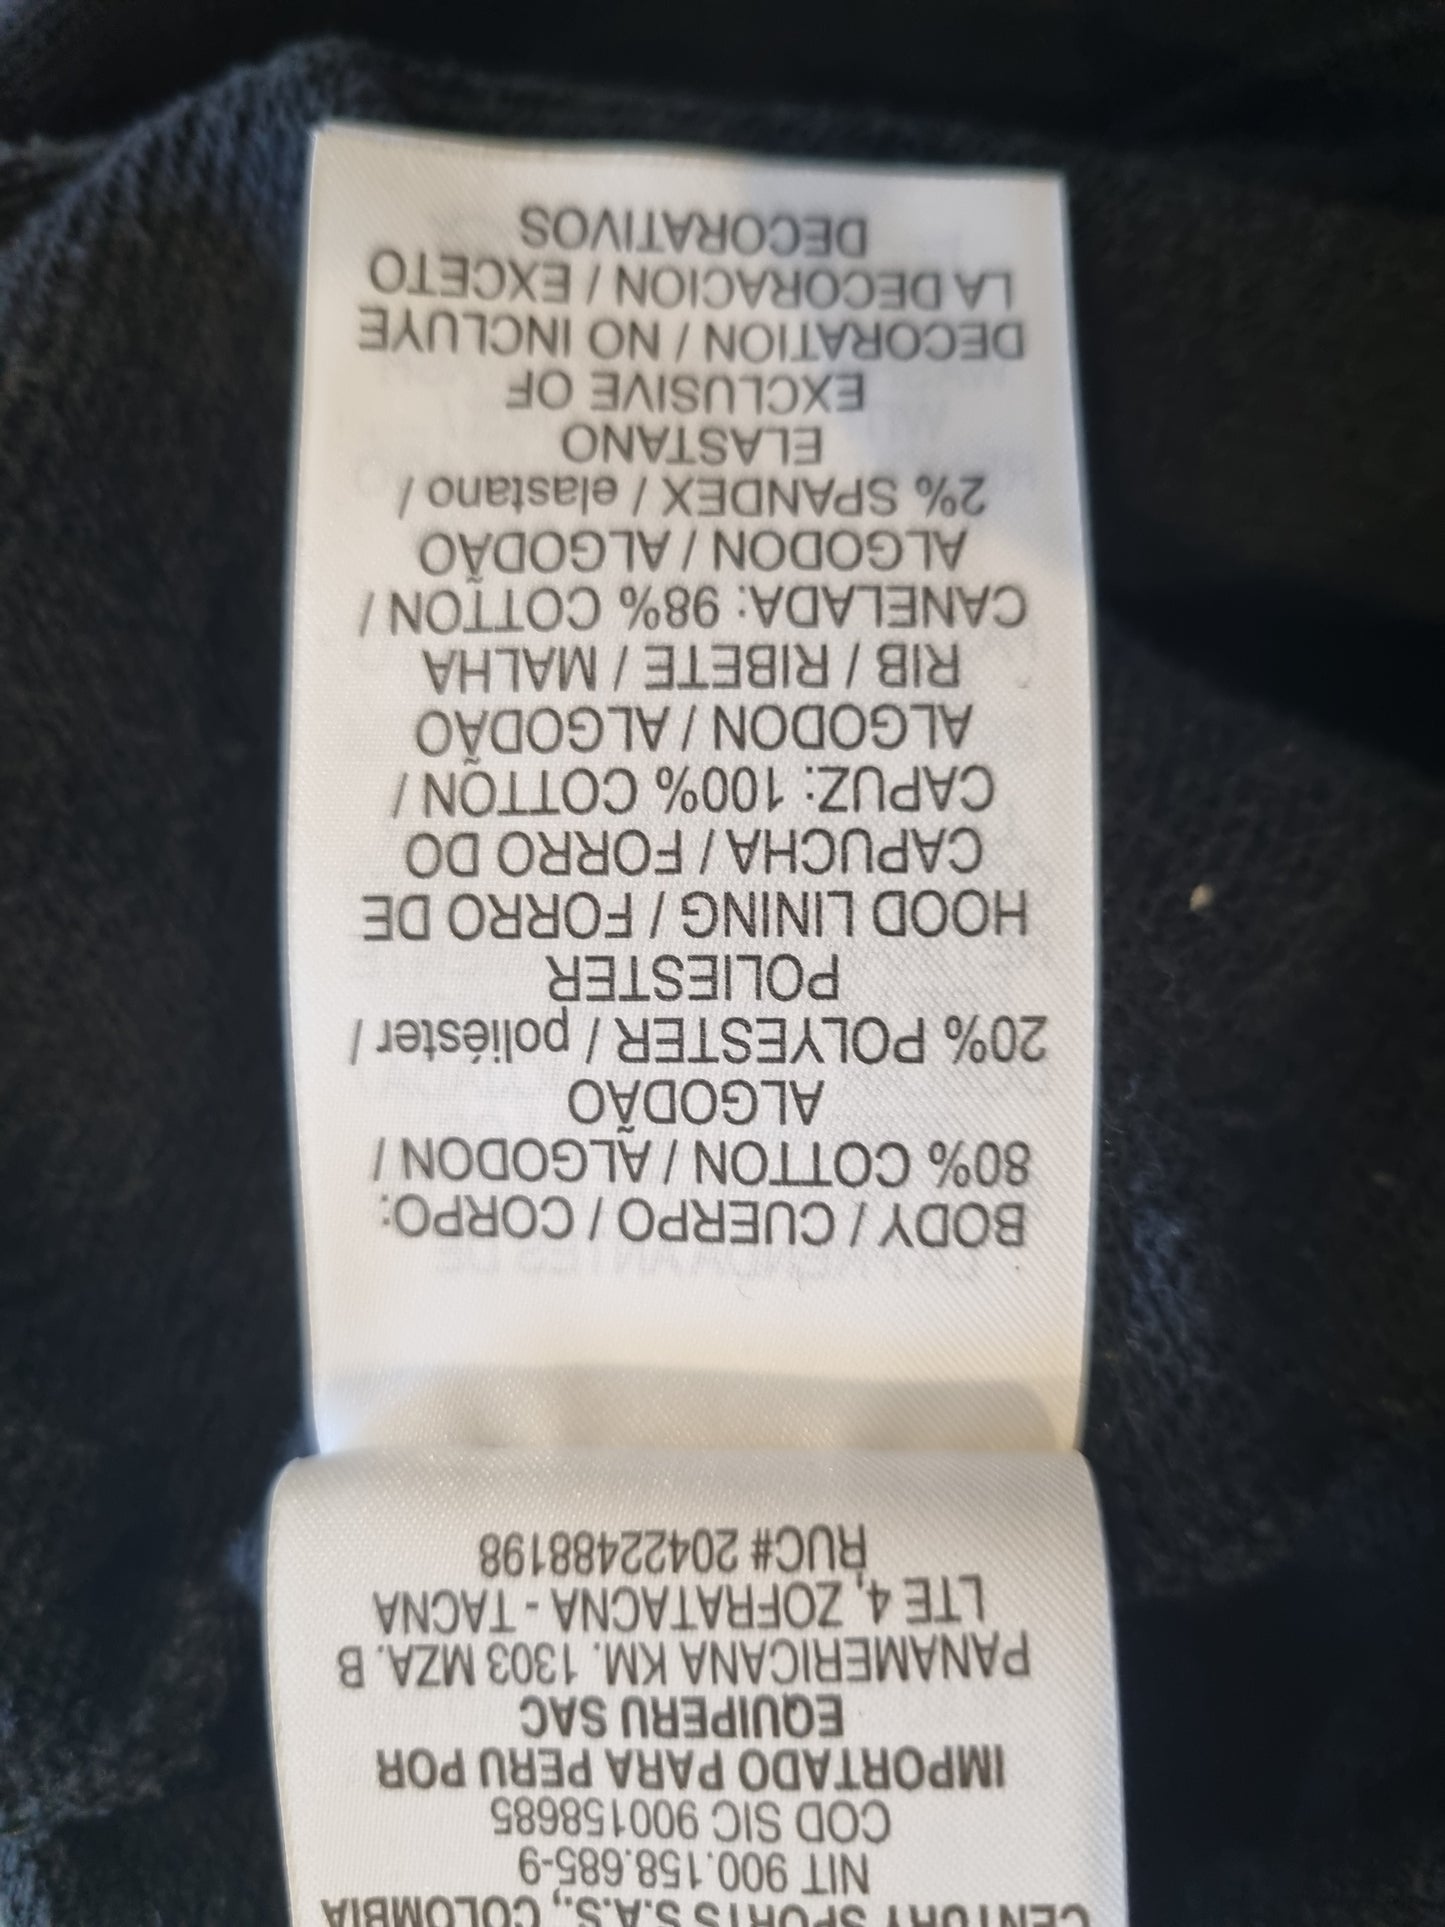 CENTURY SPORTS S.A.S., COLOMBIA
NIT 900.158.685-9
COD SIC 900158685
IMPORTADO PARA PERU POR
EQUIPERU SAC
PANAMERICANA KM. 1303 MZA. B
LTE 4, ZOFRATACNA - TACNA
RUC# 20422488198
BODY / CUERPO / CORPO:
80% COTTON / ALGODON /
ALGODÃO
20% POLYESTER / poliéster /
POLIESTER
HOOD LINING / FORRO DE
CAPUCHA / FORRO DO
CAPUZ: 100% COTTON /
ALGODON / ALGODÃO
RIB / RIBETE / MALHA
CANELADA: 98% COTTON /
ALGODON / ALGODÃO
2% SPANDEX / elastano /
ELASTANO
EXCLUSIVE OF
DECORATION / NO INCLUYE
LA DECORACION / EXCETO
DECORATIVOS